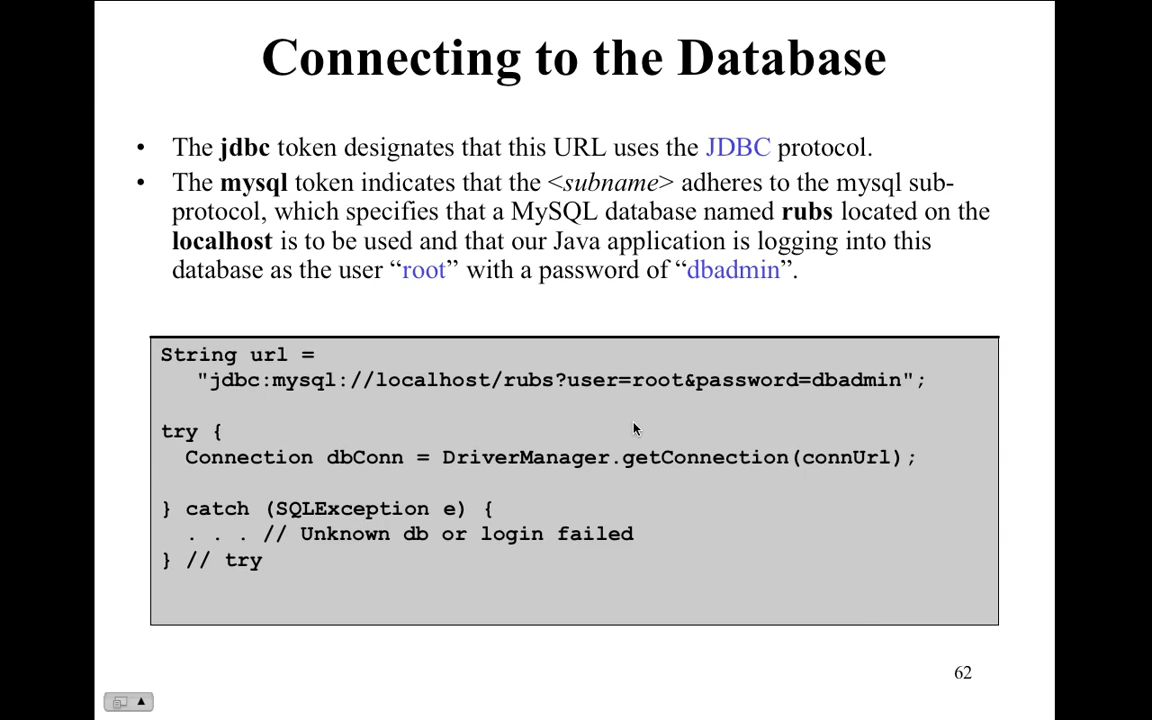 Connecting to the Database
• The jdbc token designates that this URL uses the JDBC protocol.
• The mysql token indicates that the <subname> adheres to the mysql sub-
protocol, which specifies that a MySQL database named rubs located on the
localhost is to be used and that our Java application is logging into this
database as the user “root” with a password of “dbadmin”.
String url =
"jdbc:mysql://localhost/rubs?user=root&password=dbadmin";
try {
Connection dbConn = DriverManager.getConnection(connUrl);
} catch (SQLException e) {
. . . // Unknown db or login failed
} // try
62